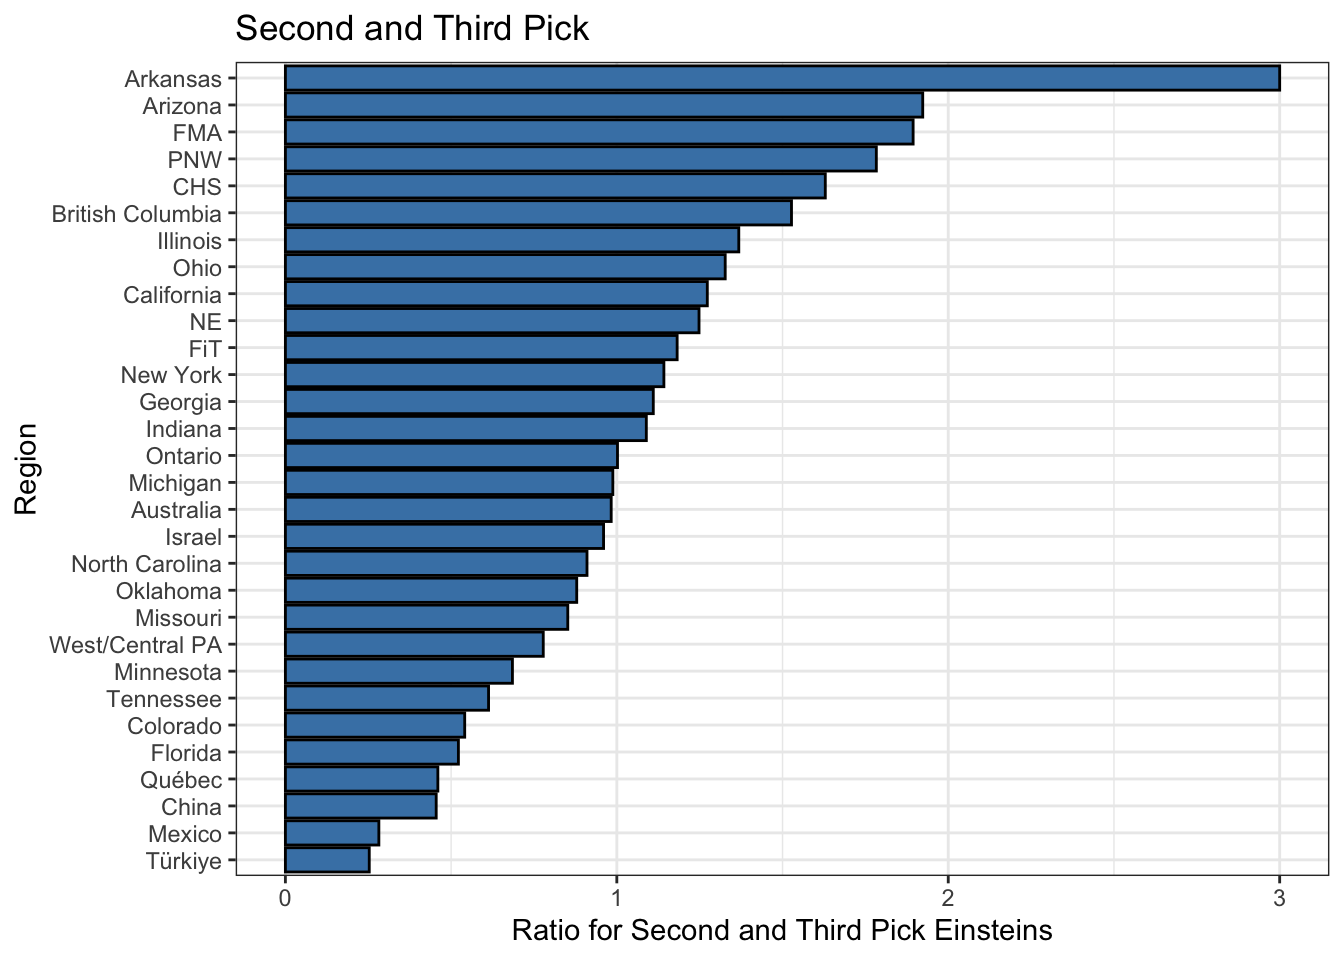 Second and Third Pick
Arkansas
Arizona
FMA
PNW
CHS
British Columbia
Illinois
Ohio
California
NE
FiT
New York
Georgia
Indiana
Ontario
Michigan
Australia
Israel
North Carolina
Oklahoma
Missouri
West/Central PA
Minnesota
Tennessee
Colorado
Florida
Québec
China
Mexico
Türkiye
Region
0 1 2 3
Ratio for Second and Third Pick Einsteins